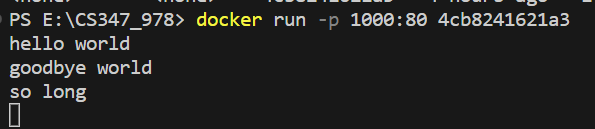 PS E:\CS347_978> docker run -p 1000:80 4cb8241621a3
hello world
goodbye world
so long